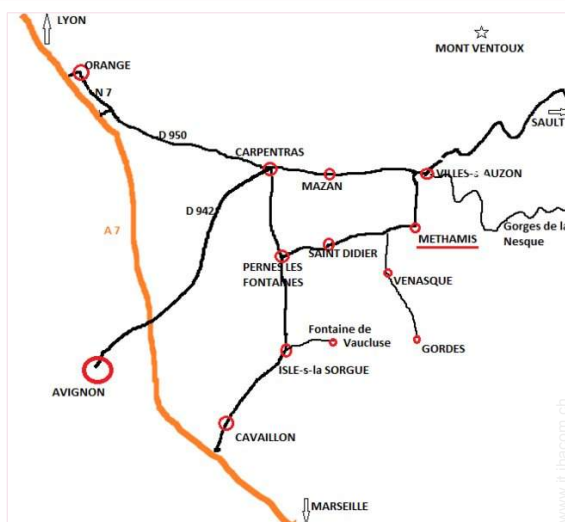 LYON
MONT VENTOUX
ORANGE
N 7
SAULT
D 950
CARPENTRAS
MAZAN
VILLES-s-AUZON
D 942
A 7
METHAMIS
Gorges de la
Nesque
SAINT DIDIER
PERNES LES
FONTAINES
VENASQUE
Fontaine de
Vaucluse
GORDES
ISLE-s-la SORGUE
AVIGNON
CAVAILLON
MARSEILLE